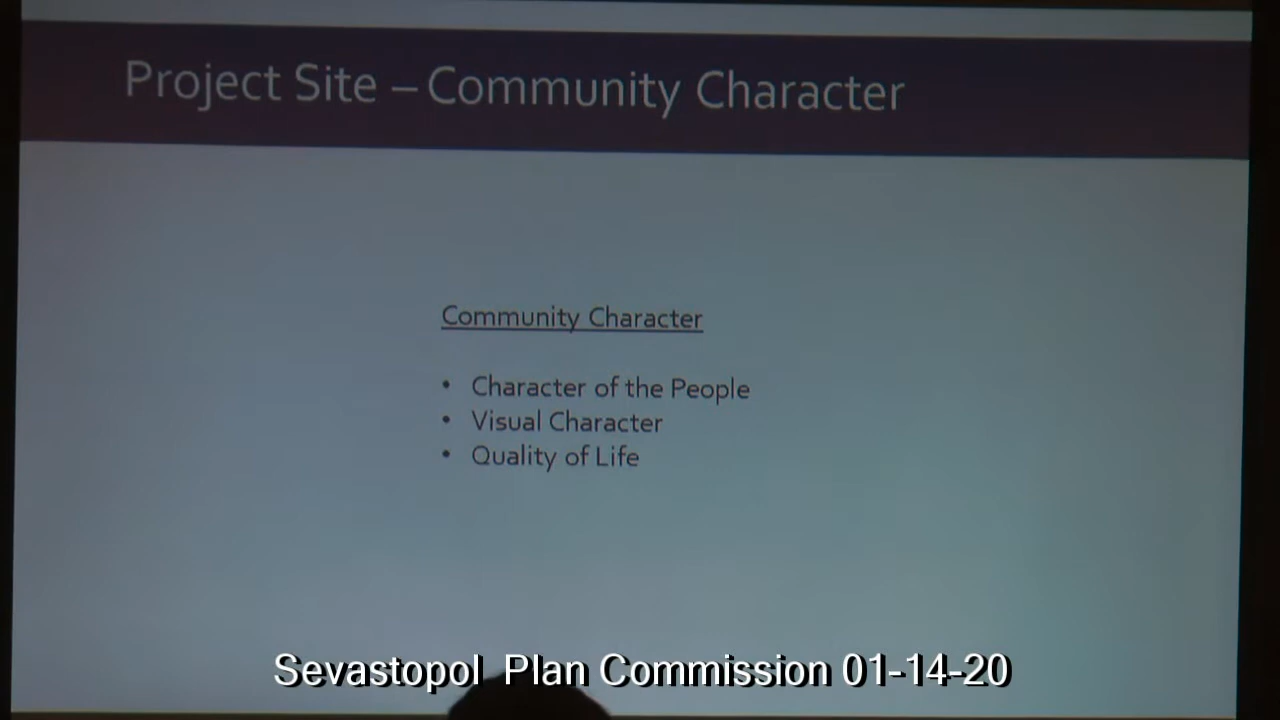 Project Site – Community Character
Community Character
• Character of the People
• Visual Character
• Quality of Life
Sevastopol Plan Commission 01-14-20